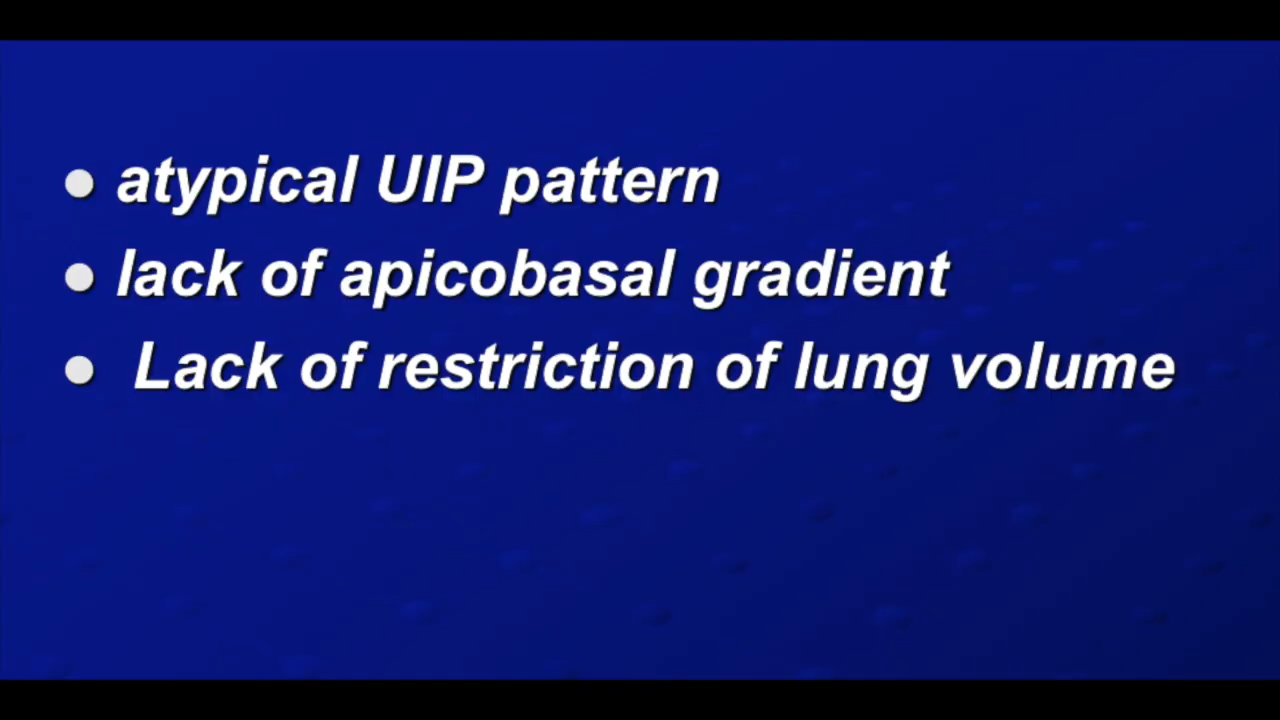 ● atypical UIP pattern
● lack of apicobasal gradient
● Lack of restriction of lung volume